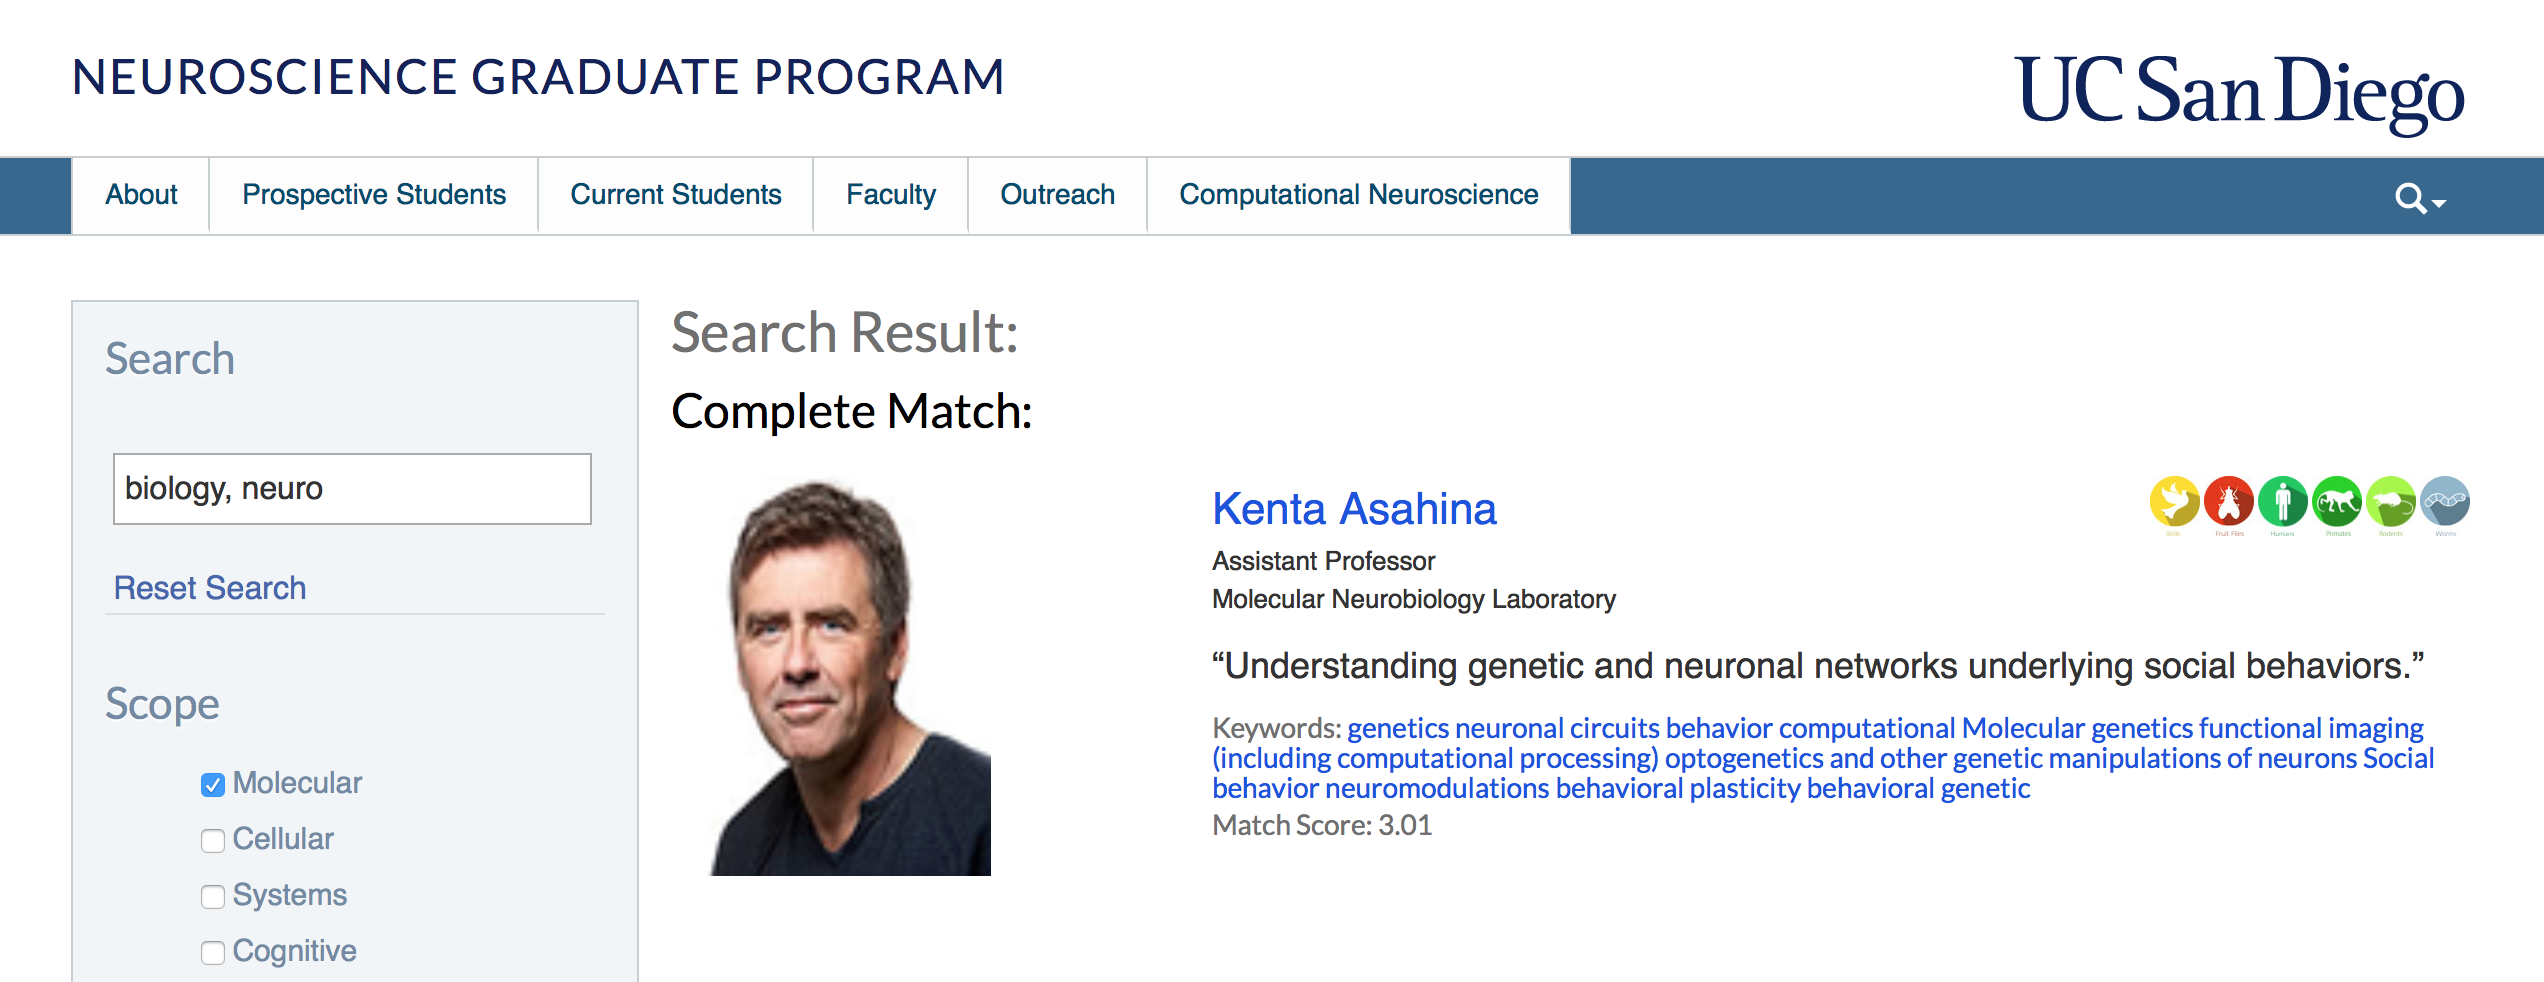 NEUROSCIENCE GRADUATE PROGRAM
UC San Diego
About
Prospective Students
Current Students
Faculty
Outreach
Computational Neuroscience
Search
biology, neuro
Reset Search
Scope
Molecular
Cellular
Systems
Cognitive
Search Result:
Complete Match:
Kenta Asahina
Birds
Fruit Flies
Humans
Primates
Rodents
Worms
Assistant Professor
Molecular Neurobiology Laboratory
“Understanding genetic and neuronal networks underlying social behaviors.”
Keywords: genetics neuronal circuits behavior computational Molecular genetics functional imaging
(including computational processing) optogenetics and other genetic manipulations of neurons Social
behavior neuromodulations behavioral plasticity behavioral genetic
Match Score: 3.01